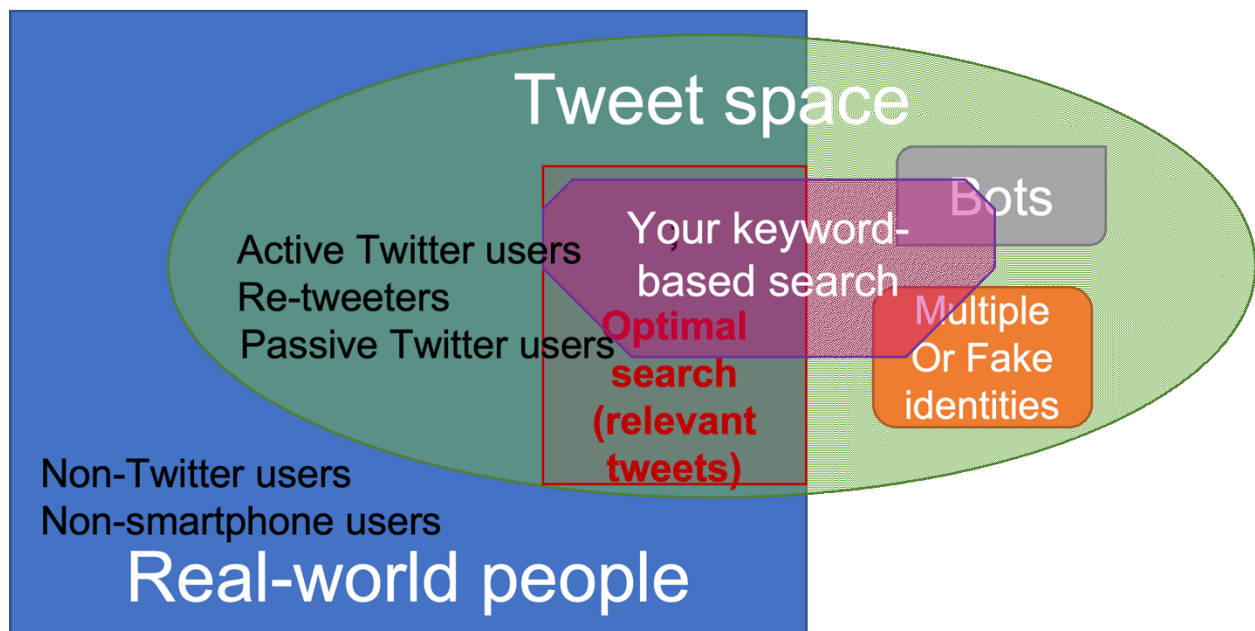 Tweet space
Bots
Your keyword-
based search
Active Twitter users
Re-tweeters
Passive Twitter users
Optimal
search
(relevant
tweets)
Multiple
Or Fake
identities
Non-Twitter users
Non-smartphone users
Real-world people